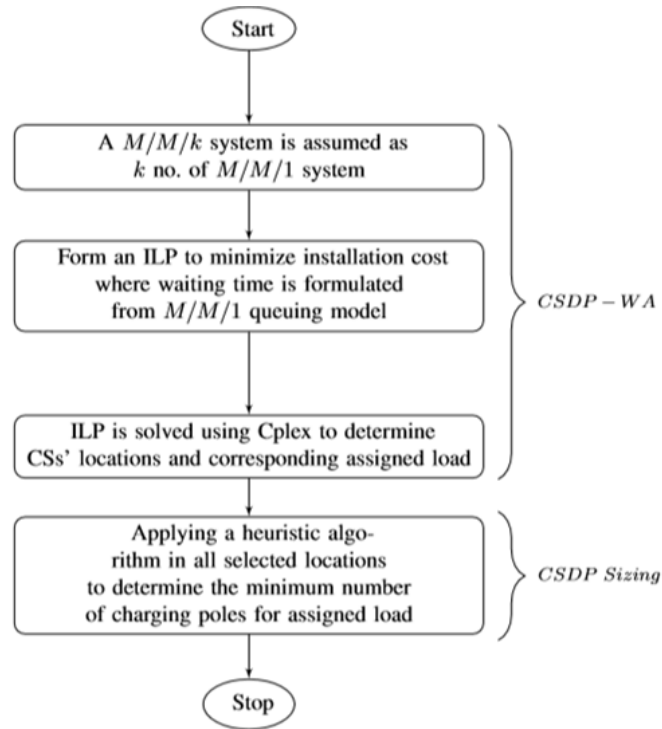 Start
A M/M/k system is assumed as
k no. of M/M/1 system
Form an ILP to minimize installation cost
where waiting time is formulated
from M/M/1 queuing model
CSDP – WA
ILP is solved using Cplex to determine
CSs' locations and corresponding assigned load
Applying a heuristic algo-
rithm in all selected locations
to determine the minimum number
of charging poles for assigned load
CSDP Sizing
Stop